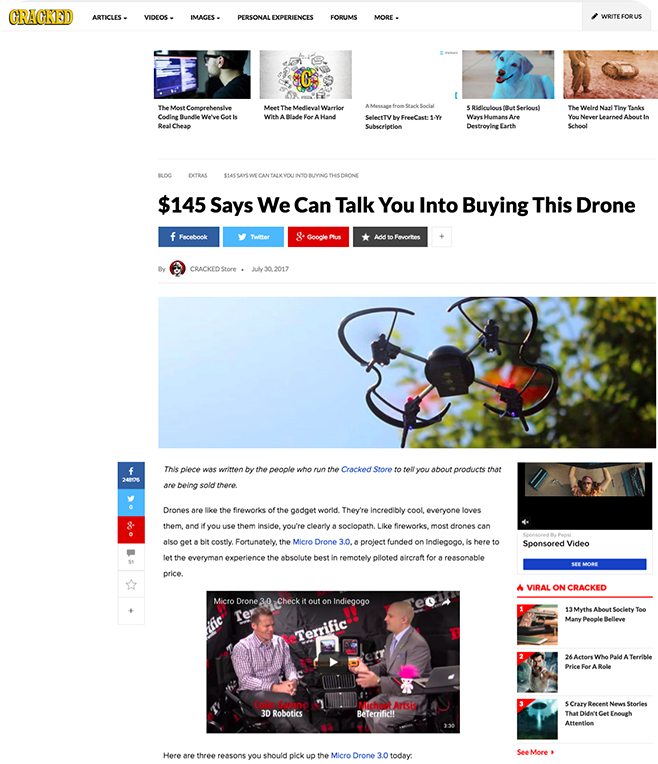 CRACKED
ARTICLES
VIDEOS
IMAGES
PERSONAL EXPERIENCES
FORUMS
MORE
WRITE FOR US
The Most Comprehensive
Coding Bundle We've Got Is
Real Cheap
Meet The Medieval Warrior
With A Blade For A Hand
A Message from Stack Social
SelectTV by FreeCast: 1-Yr
Subscription
5 Ridiculous (But Serious)
Ways Humans Are
Destroying Earth
The Weird Nazi Tiny Tanks
You Never Learned About In
School
BLOG
EXTRAS
$145 SAYS WE CAN TALK YOU INTO BUYING THIS DRONE
$145 Says We Can Talk You Into Buying This Drone
Facebook
Twitter
Google Plus
Add to Favorites
+
By CRACKED Store • July 30, 2017
248176
0
0
51
+
This piece was written by the people who run the Cracked Store to tell you about products that
are being sold there.
Drones are like the fireworks of the gadget world. They're incredibly cool, everyone loves
them, and if you use them inside, you're clearly a sociopath. Like fireworks, most drones can
also get a bit costly. Fortunately, the Micro Drone 3.0, a project funded on Indiegogo, is here to
let the everyman experience the absolute best in remotely piloted aircraft for a reasonable
price.
Micro Drone 3.0 - Check it out on Indiegogo
Terrific!!
3D Robotics
Michael Artsis
BeTerrific!!
3:30
Here are three reasons you should pick up the Micro Drone 3.0 today:
Sponsored By Pepsi
Sponsored Video
SEE MORE
VIRAL ON CRACKED
1
13 Myths About Society Too
Many People Believe
2
26 Actors Who Paid A Terrible
Price For A Role
3
5 Crazy Recent News Stories
That Didn't Get Enough
Attention
See More